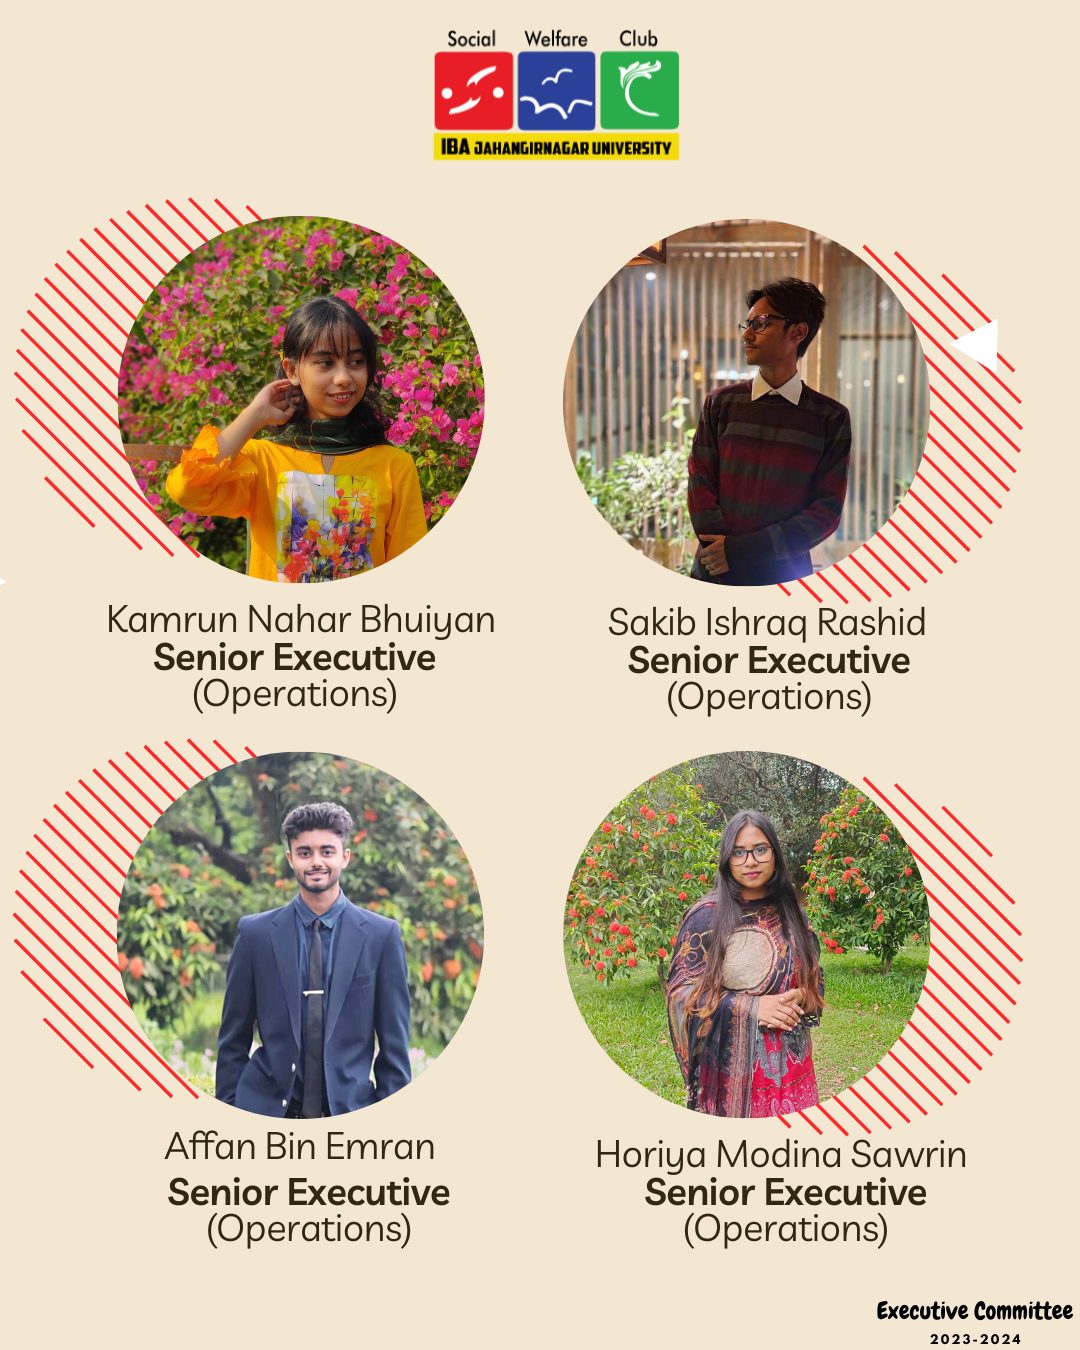 Social Welfare Club
IBA JAHANGIRNAGAR UNIVERSITY
Kamrun Nahar Bhuiyan
Senior Executive
(Operations)
Sakib Ishraq Rashid
Senior Executive
(Operations)
Affan Bin Emran
Senior Executive
(Operations)
Horiya Modina Sawrin
Senior Executive
(Operations)
Executive Committee
2023-2024